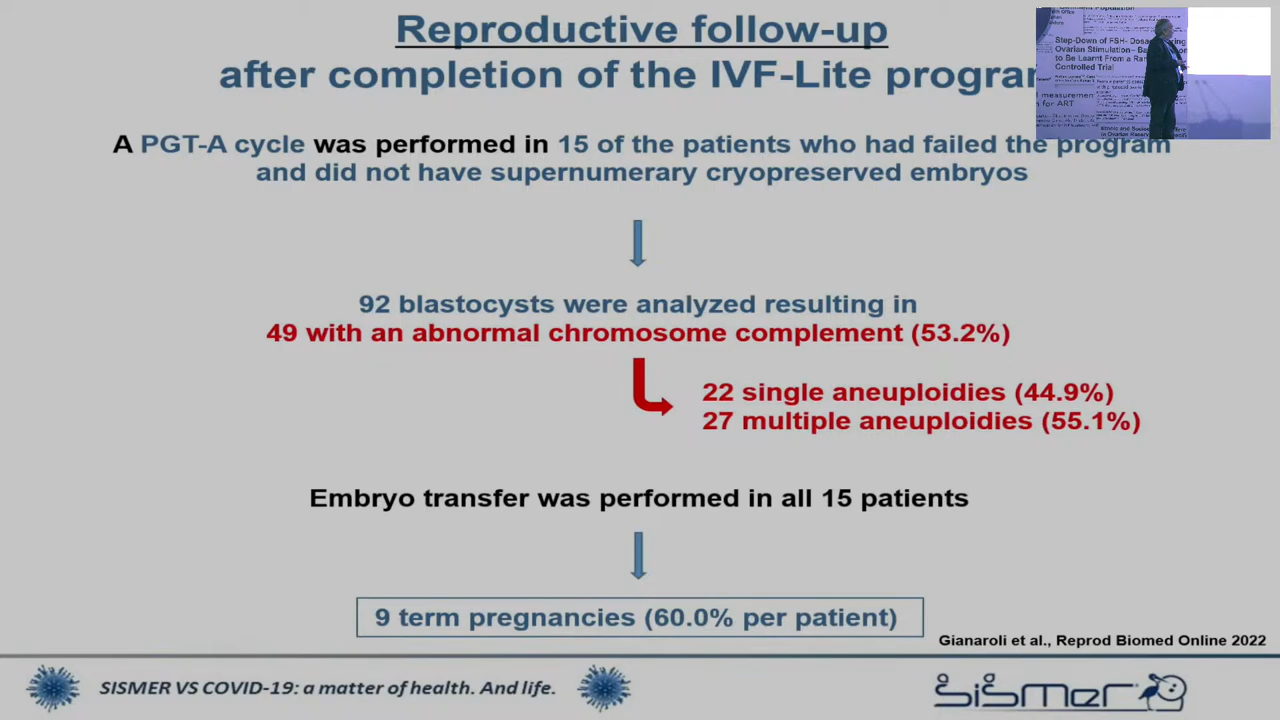 Reproductive follow-up
after completion of the IVF-Lite program
A PGT-A cycle was performed in 15 of the patients who had failed the program
and did not have supernumerary cryopreserved embryos
92 blastocysts were analyzed resulting in
49 with an abnormal chromosome complement (53.2%)
22 single aneuploidies (44.9%)
27 multiple aneuploidies (55.1%)
Embryo transfer was performed in all 15 patients
9 term pregnancies (60.0% per patient)
Gianaroli et al., Reprod Biomed Online 2022
SISMER VS COVID-19: a matter of health. And life.
SISMER
Step-Down of FSH- Dosa
Ovarian Stimulation– Ba
to Be Learnt From a Ran
Controlled Trial
measurement
n for ART